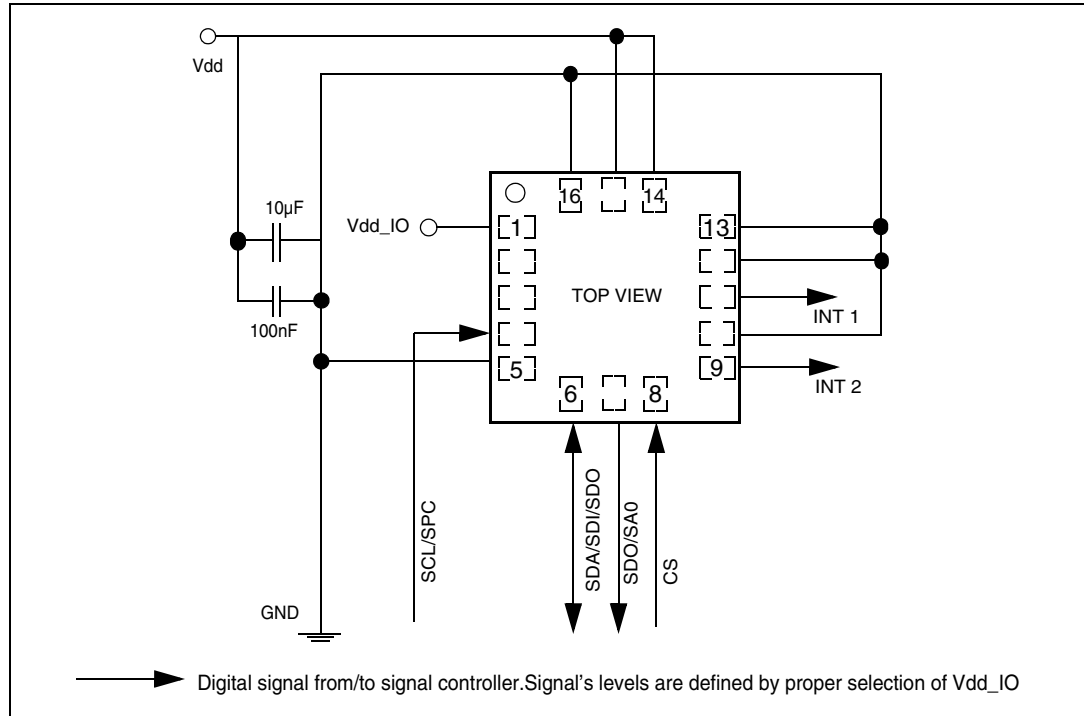 Vdd
16
14
10µF
Vdd_IO
1
13
TOP VIEW
INT 1
100nF
5
9
INT 2
6
8
SCL/SPC
SDA/SDI/SDO
SDO/SA0
CS
GND
Digital signal from/to signal controller.Signal's levels are defined by proper selection of Vdd_IO